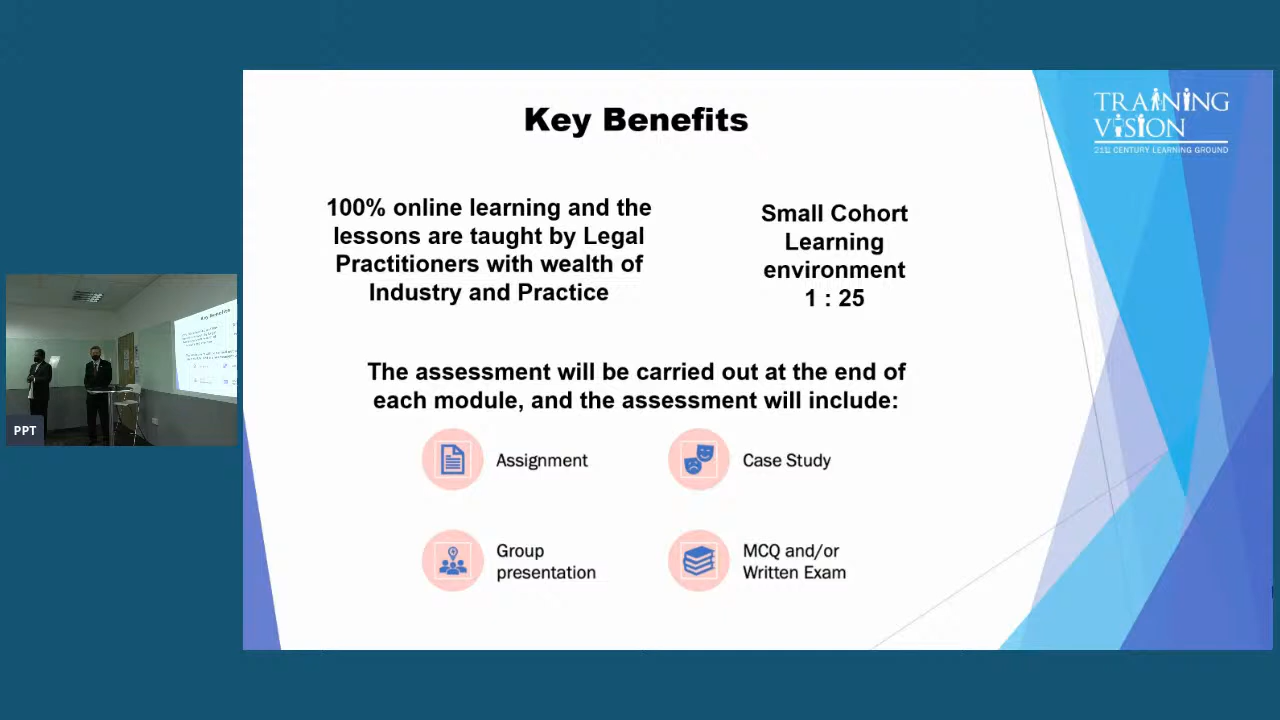 Key Benefits
TRAINING
VISION
21st CENTURY LEARNING GROUND
100% online learning and the
lessons are taught by Legal
Practitioners with wealth of
Industry and Practice
Small Cohort
Learning
environment
1 : 25
The assessment will be carried out at the end of
each module, and the assessment will include:
Assignment
Case Study
Group
presentation
MCQ and/or
Written Exam
Key Benefits
PPT